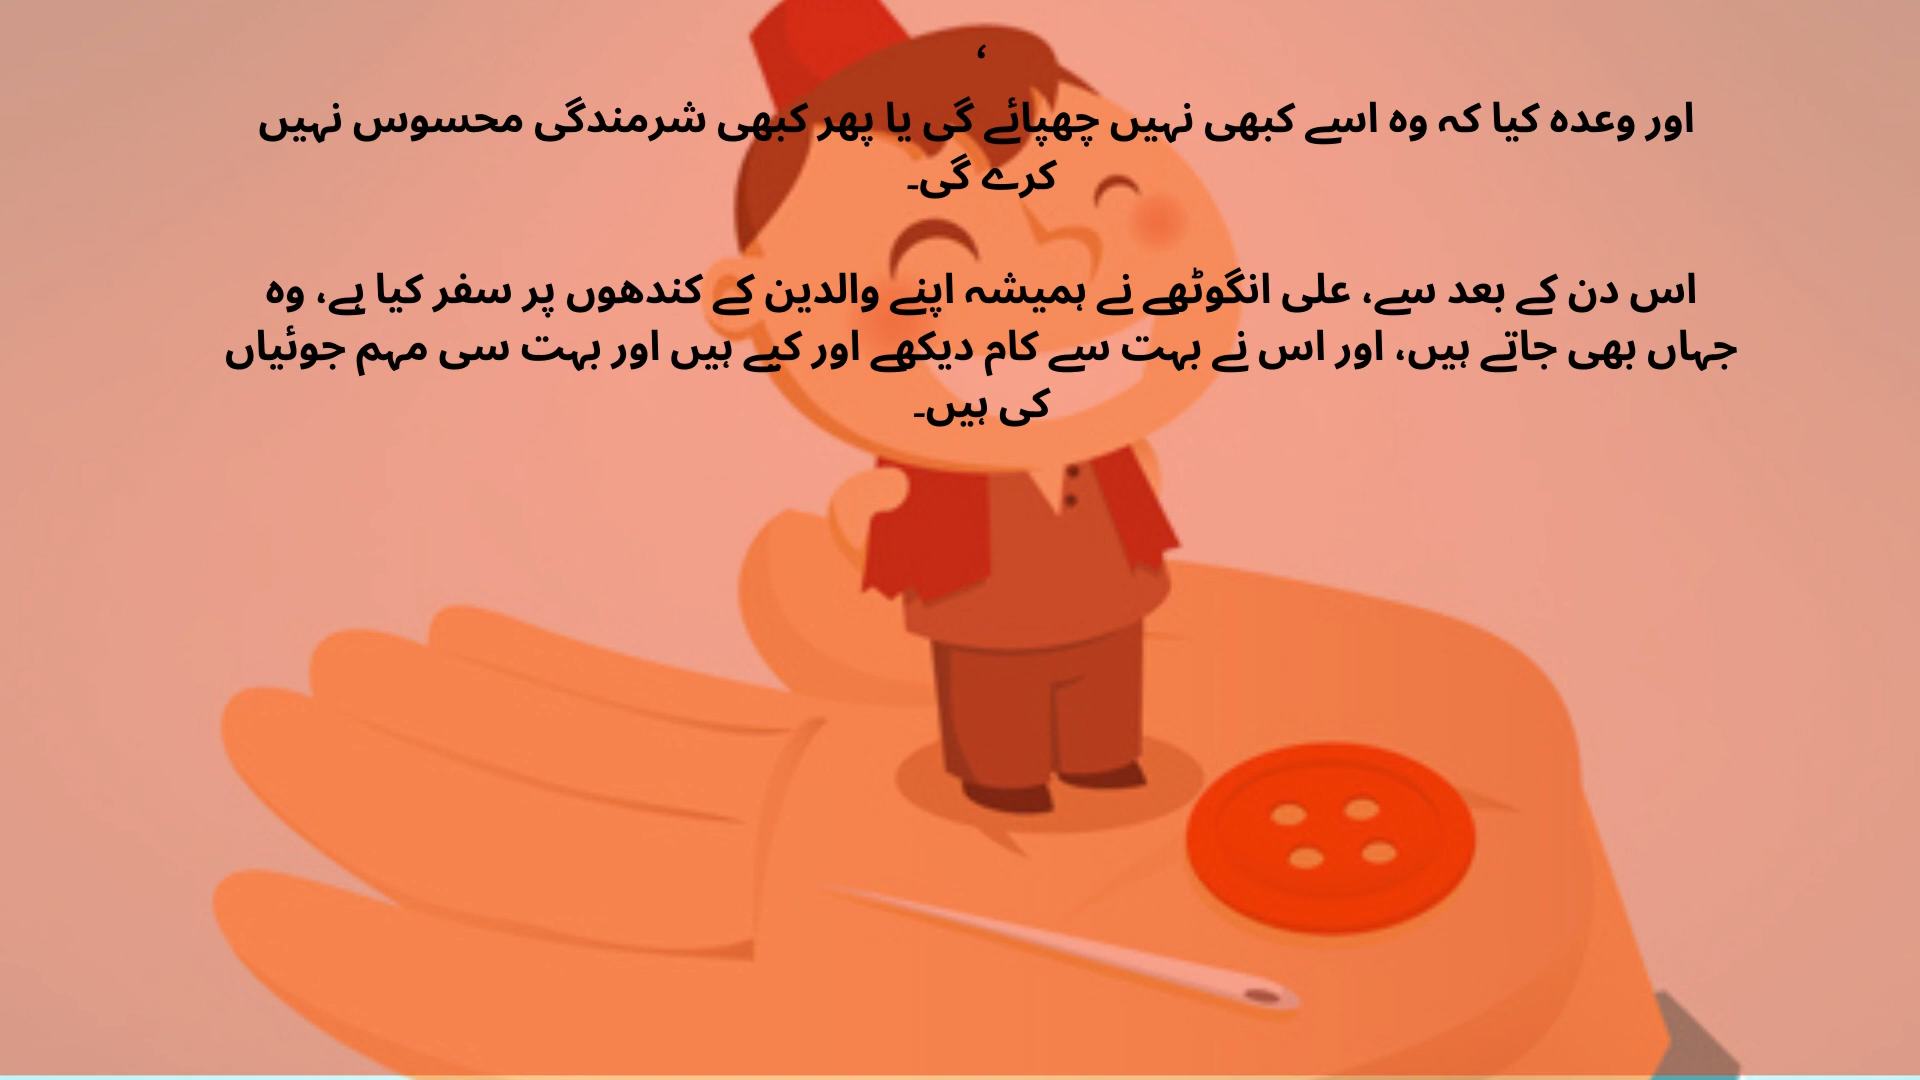 ،
اور وعدہ کیا کہ وہ اسے کبھی نہیں چھپائے گی یا پھر کبھی شرمندگی محسوس نہیں
کرے گی۔
اس دن کے بعد سے، علی انگوٹھے نے ہمیشہ اپنے والدین کے کندھوں پر سفر کیا ہے، وہ
جہاں بھی جاتے ہیں، اور اس نے بہت سے کام دیکھے اور کیے ہیں اور بہت سی مہم جوئیاں
کی ہیں۔